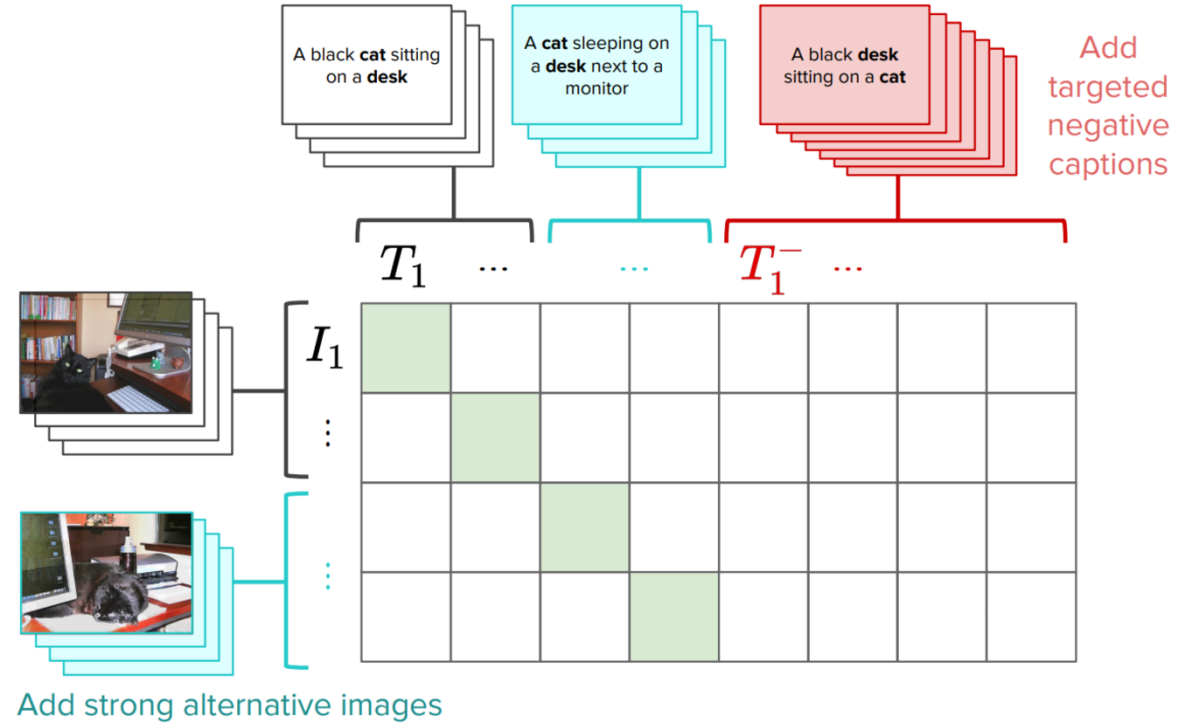 A black cat sitting
on a desk
A cat sleeping on
a desk next to a
monitor
A black desk
sitting on a cat
Add
targeted
negative
captions
T₁ ... ... T₁⁻ ...
I₁
⋮
⋮
Add strong alternative images